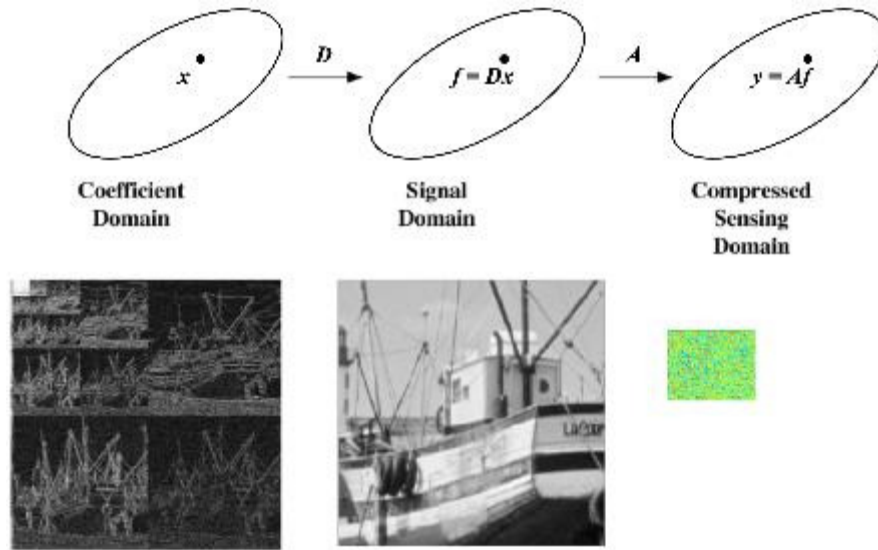 D
A
x
f = Dx
y = Af
Coefficient
Domain
Signal
Domain
Compressed
Sensing
Domain